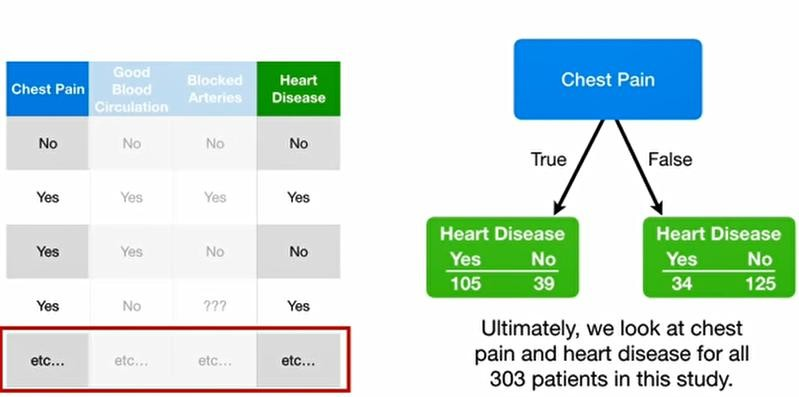 Chest Pain
Good
Blood
Circulation
Blocked
Arteries
Heart
Disease
No No No No
Yes Yes Yes Yes
Yes Yes No No
Yes No ??? Yes
etc... etc... etc... etc...
Chest Pain
True False
Heart Disease
Yes No
105 39
Heart Disease
Yes No
34 125
Ultimately, we look at chest
pain and heart disease for all
303 patients in this study.